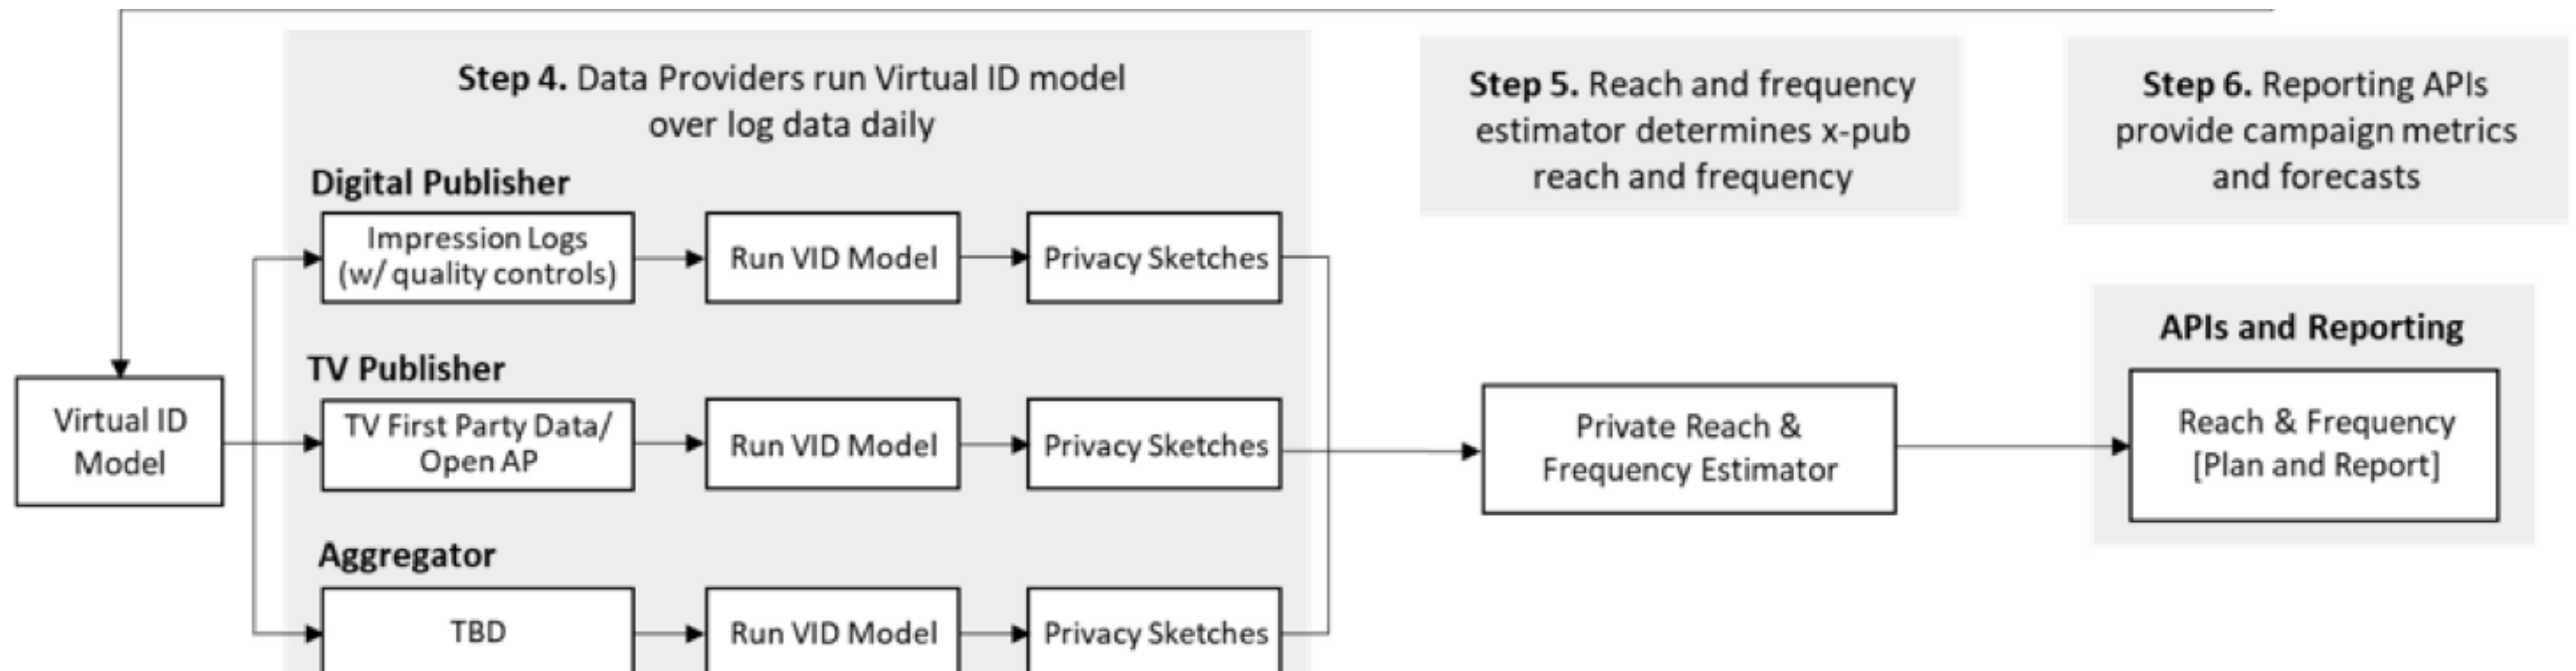 Step 4. Data Providers run Virtual ID model
over log data daily
Step 5. Reach and frequency
estimator determines x-pub
reach and frequency
Step 6. Reporting APIs
provide campaign metrics
and forecasts
Digital Publisher
Impression Logs
(w/ quality controls)
Run VID Model
Privacy Sketches
TV Publisher
Virtual ID
Model
TV First Party Data/
Open AP
Run VID Model
Privacy Sketches
Private Reach &
Frequency Estimator
APIs and Reporting
Reach & Frequency
[Plan and Report]
Aggregator
TBD
Run VID Model
Privacy Sketches